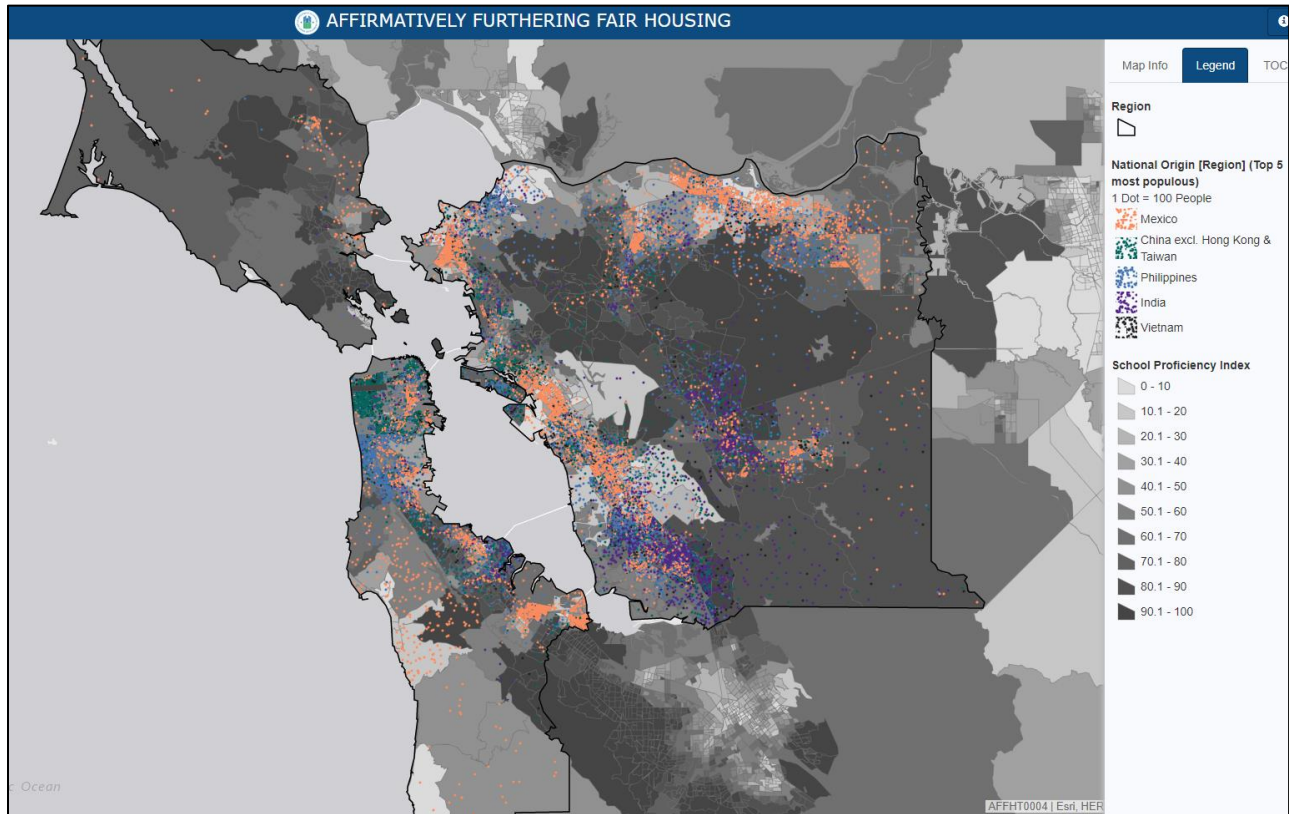 AFFIRMATIVELY FURTHERING FAIR HOUSING
Map Info Legend TOC
Region
National Origin [Region] (Top 5
most populous)
1 Dot = 100 People
Mexico
China excl. Hong Kong &
Taiwan
Philippines
India
Vietnam
School Proficiency Index
0 - 10
10.1 - 20
20.1 - 30
30.1 - 40
40.1 - 50
50.1 - 60
60.1 - 70
70.1 - 80
80.1 - 90
90.1 - 100
c Ocean
AFFHT0004 | Esri, HER